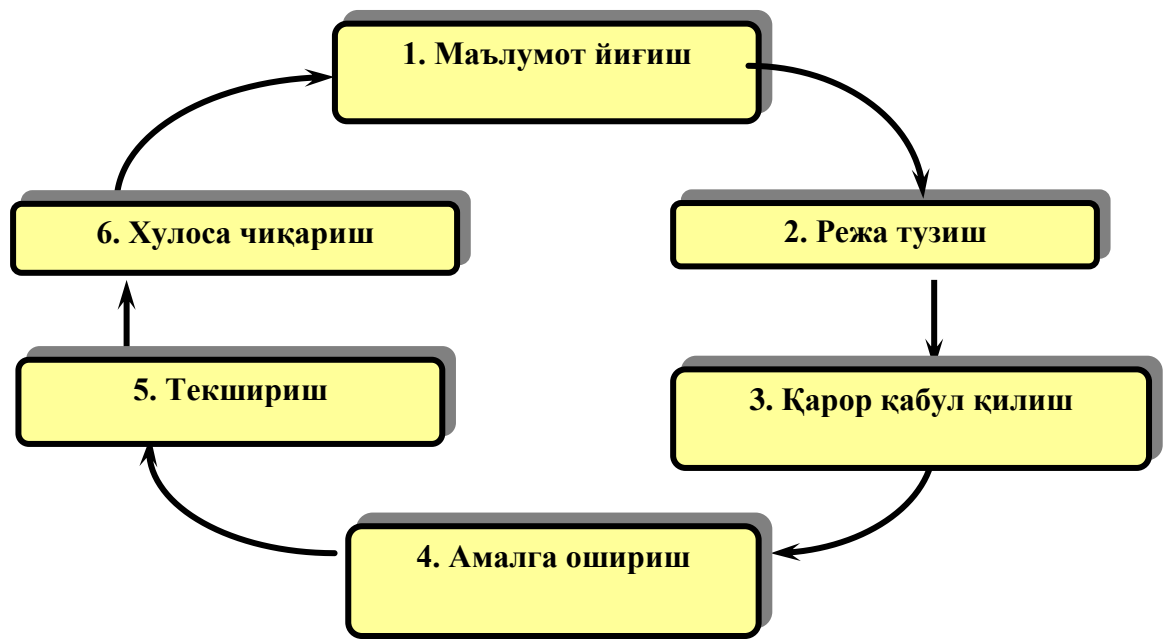 1. Маълумот йиғиш
2. Режа тузиш
3. Қарор қабул қилиш
4. Амалга ошириш
5. Текшириш
6. Хулоса чиқариш